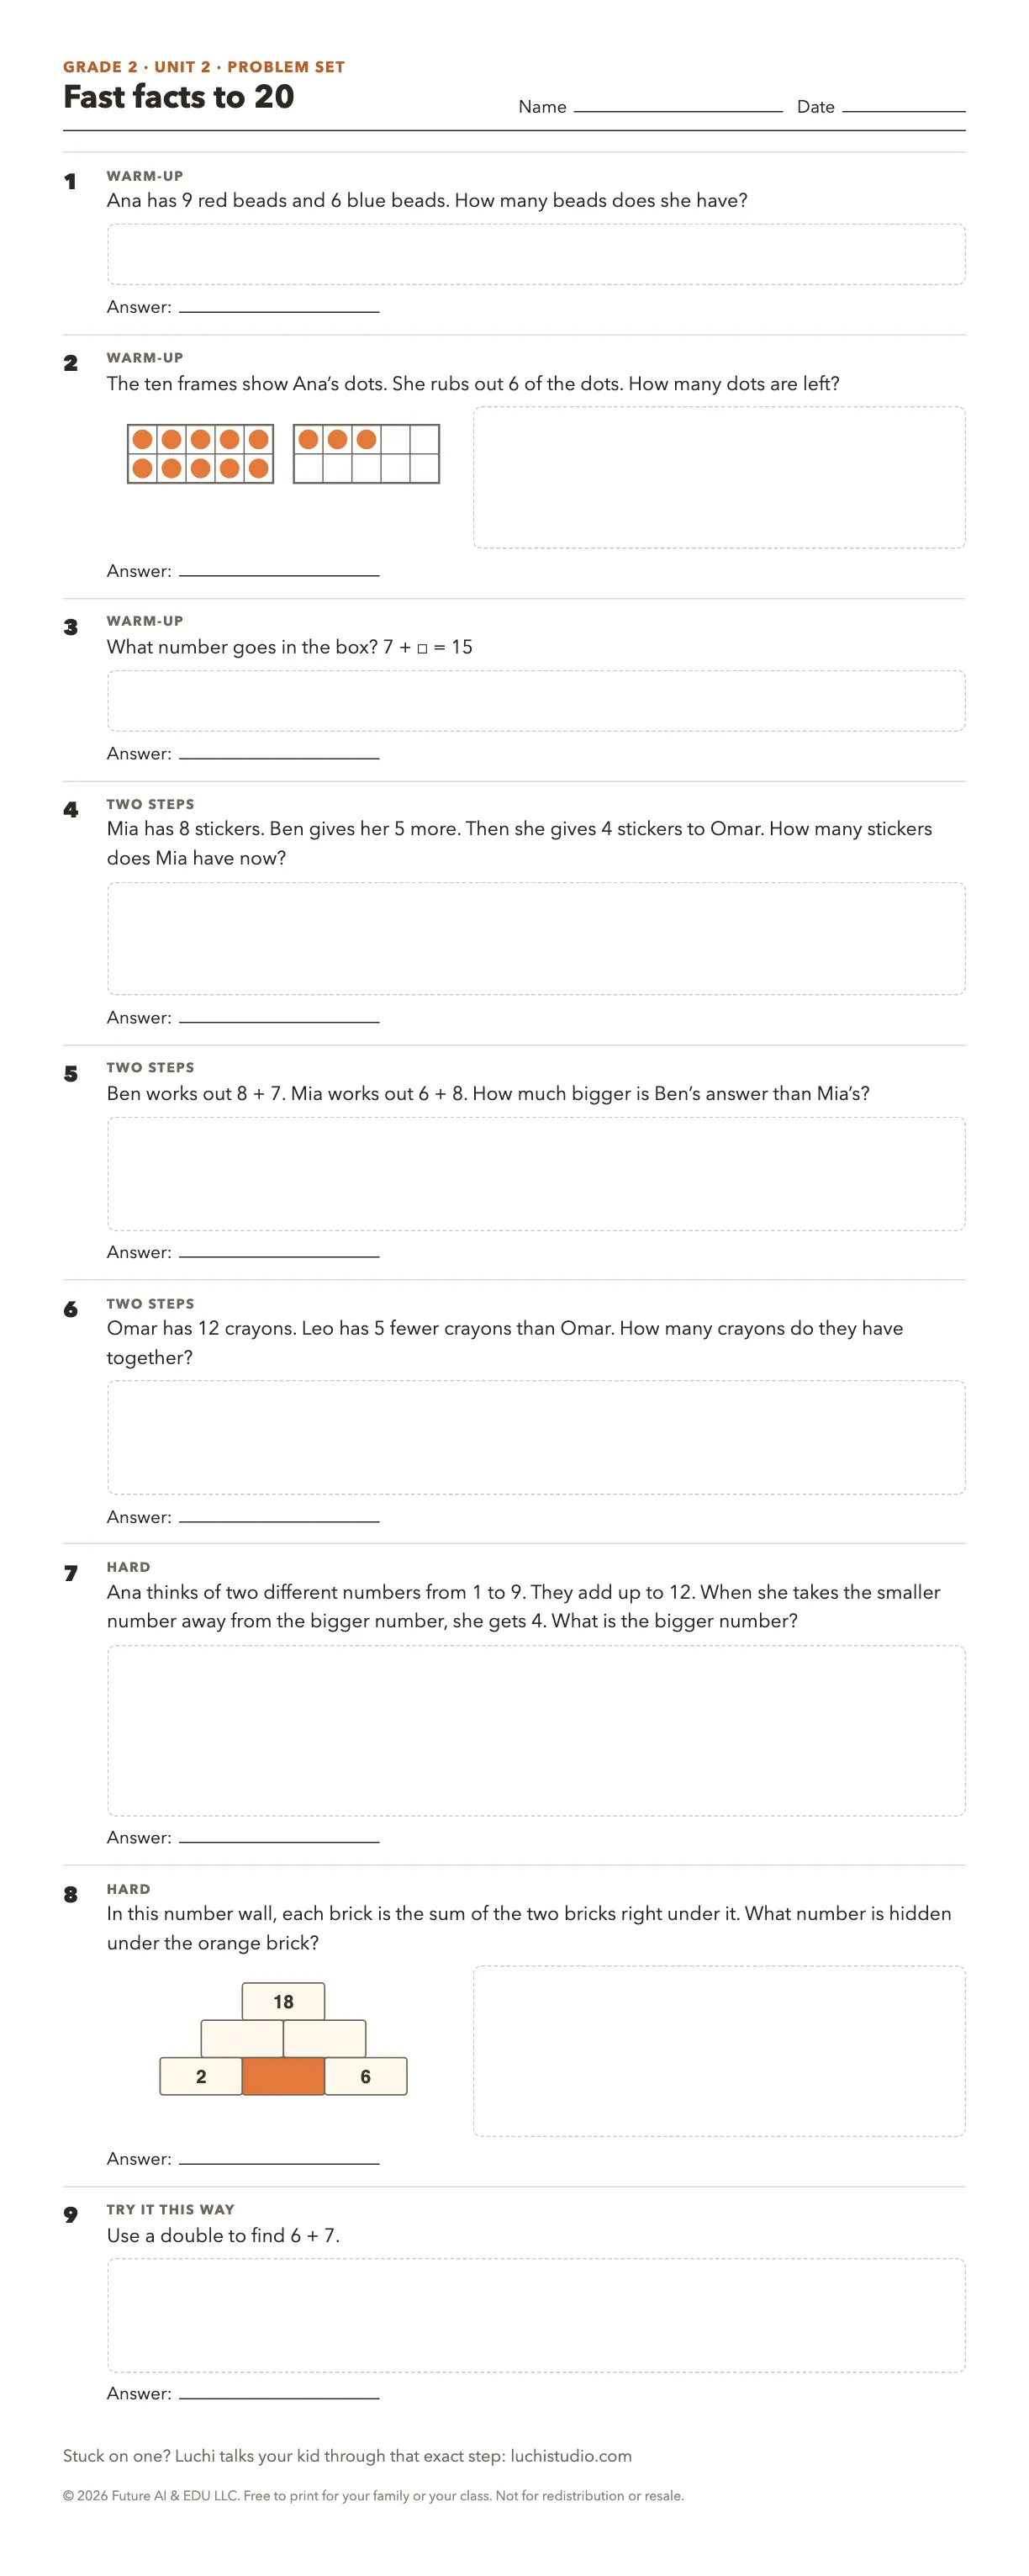 GRADE 2 · UNIT 2 · PROBLEM SET
Fast facts to 20
Name Date
1
WARM-UP
Ana has 9 red beads and 6 blue beads. How many beads does she have?
Answer:
2
WARM-UP
The ten frames show Ana’s dots. She rubs out 6 of the dots. How many dots are left?
Answer:
3
WARM-UP
What number goes in the box? 7 + □ = 15
Answer:
4
TWO STEPS
Mia has 8 stickers. Ben gives her 5 more. Then she gives 4 stickers to Omar. How many stickers
does Mia have now?
Answer:
5
TWO STEPS
Ben works out 8 + 7. Mia works out 6 + 8. How much bigger is Ben’s answer than Mia’s?
Answer:
6
TWO STEPS
Omar has 12 crayons. Leo has 5 fewer crayons than Omar. How many crayons do they have
together?
Answer:
7
HARD
Ana thinks of two different numbers from 1 to 9. They add up to 12. When she takes the smaller
number away from the bigger number, she gets 4. What is the bigger number?
Answer:
8
HARD
In this number wall, each brick is the sum of the two bricks right under it. What number is hidden
under the orange brick?
18
2 6
Answer:
9
TRY IT THIS WAY
Use a double to find 6 + 7.
Answer:
Stuck on one? Luchi talks your kid through that exact step: luchistudio.com
© 2026 Future AI & EDU LLC. Free to print for your family or your class. Not for redistribution or resale.